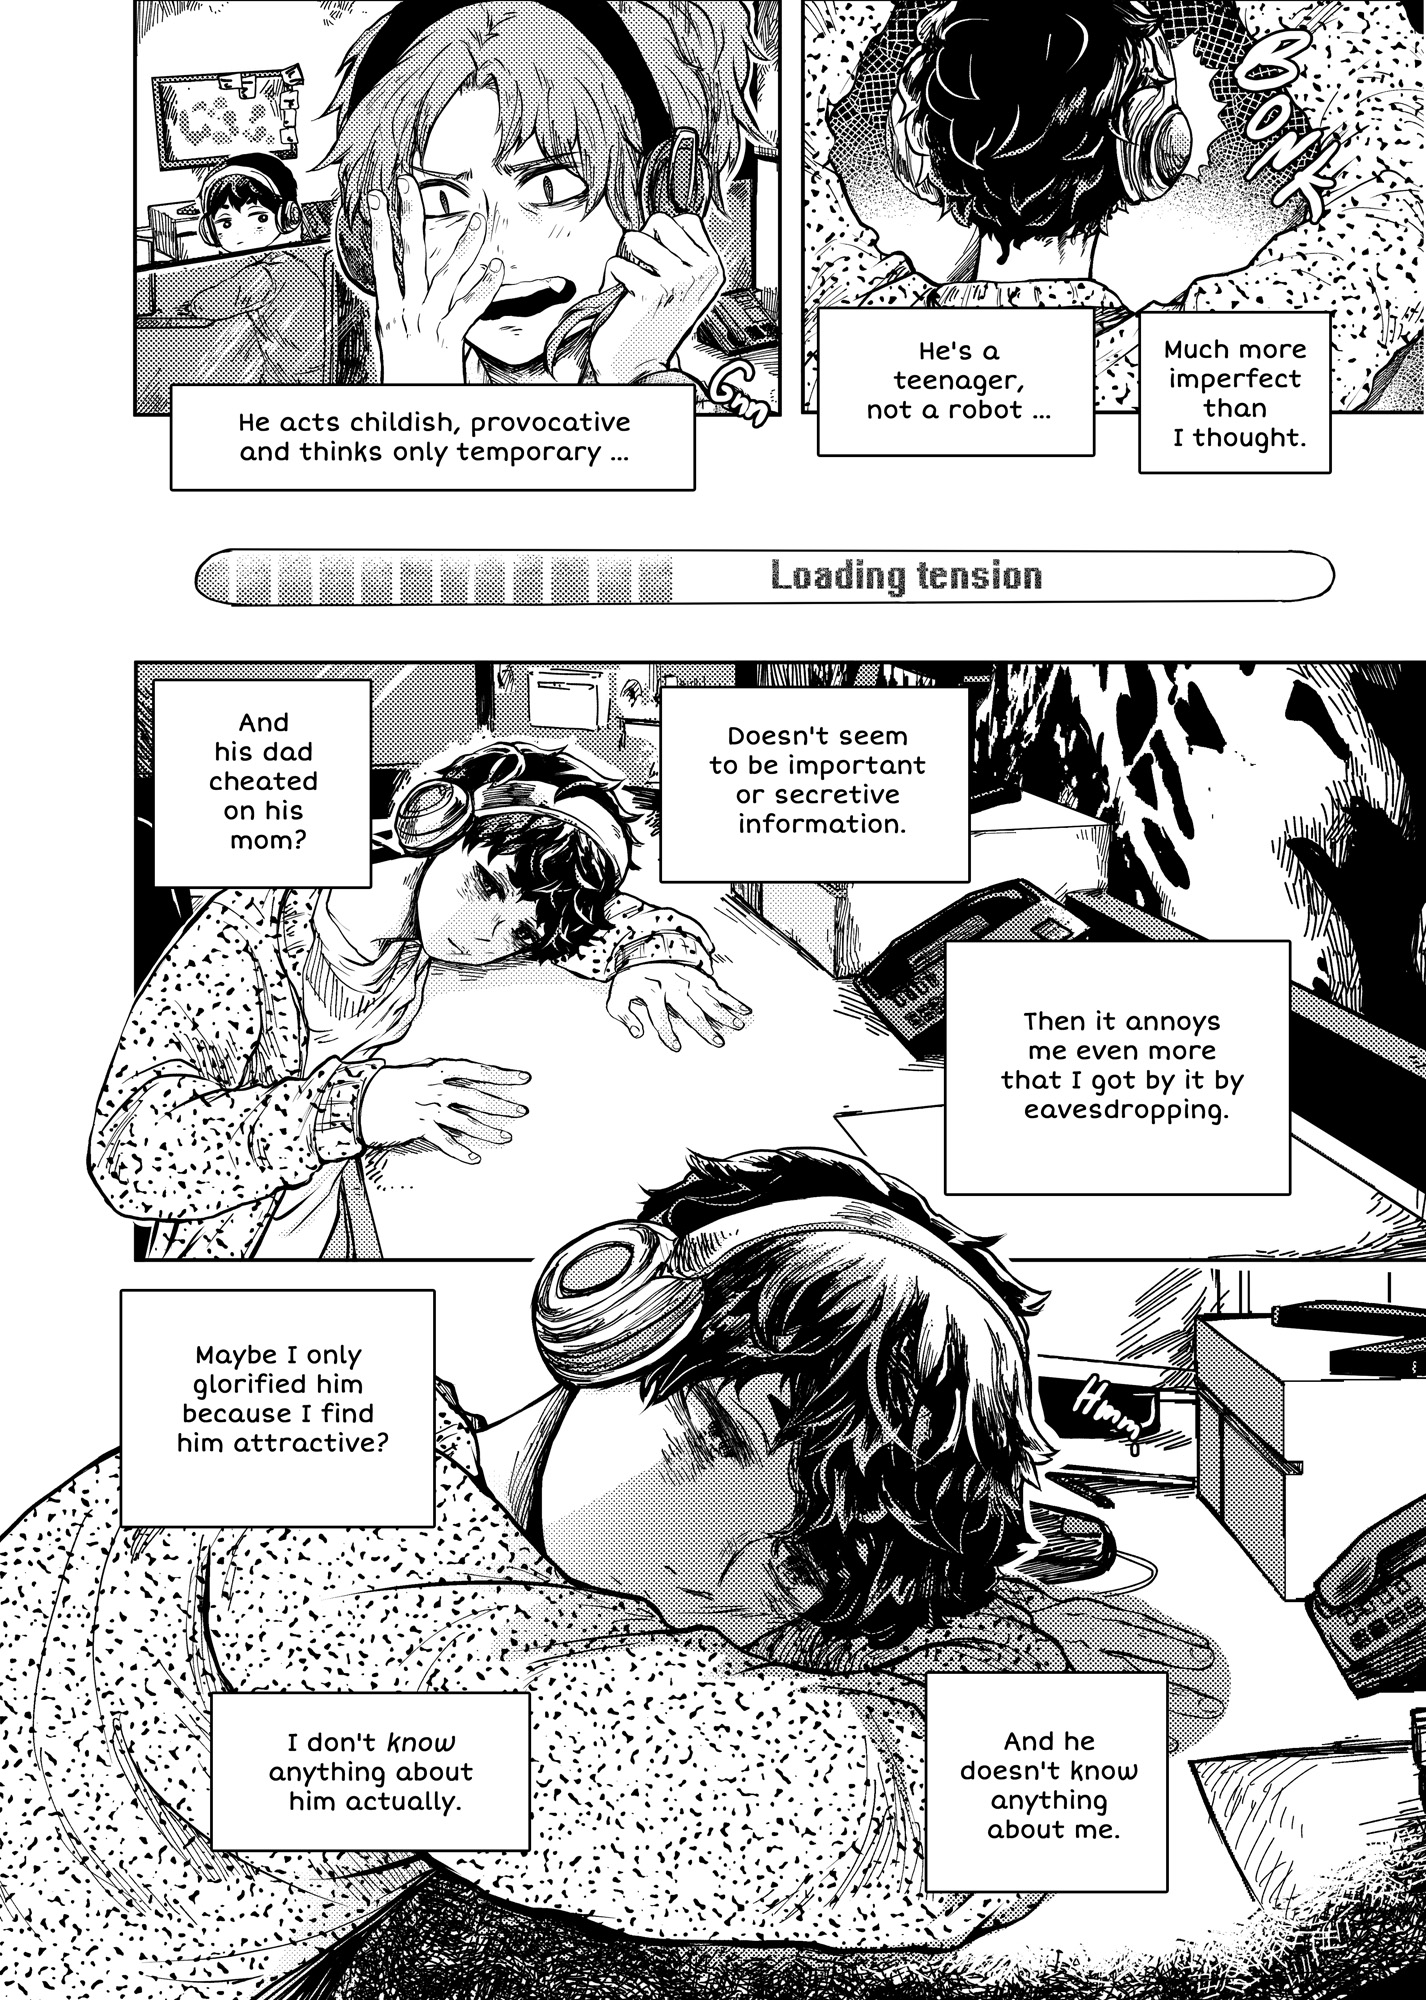 Gnn
He acts childish, provocative
and thinks only temporary ...
BONK
He's a
teenager,
not a robot ...
Much more
imperfect
than
I thought.
Loading tension
And
his dad
cheated
on his
mom?
Doesn't seem
to be important
or secretive
information.
Then it annoys
me even more
that I got by it by
eavesdropping.
Maybe I only
glorified him
because I find
him attractive?
Hmm,
I don't know
anything about
him actually.
And he
doesn't know
anything
about me.